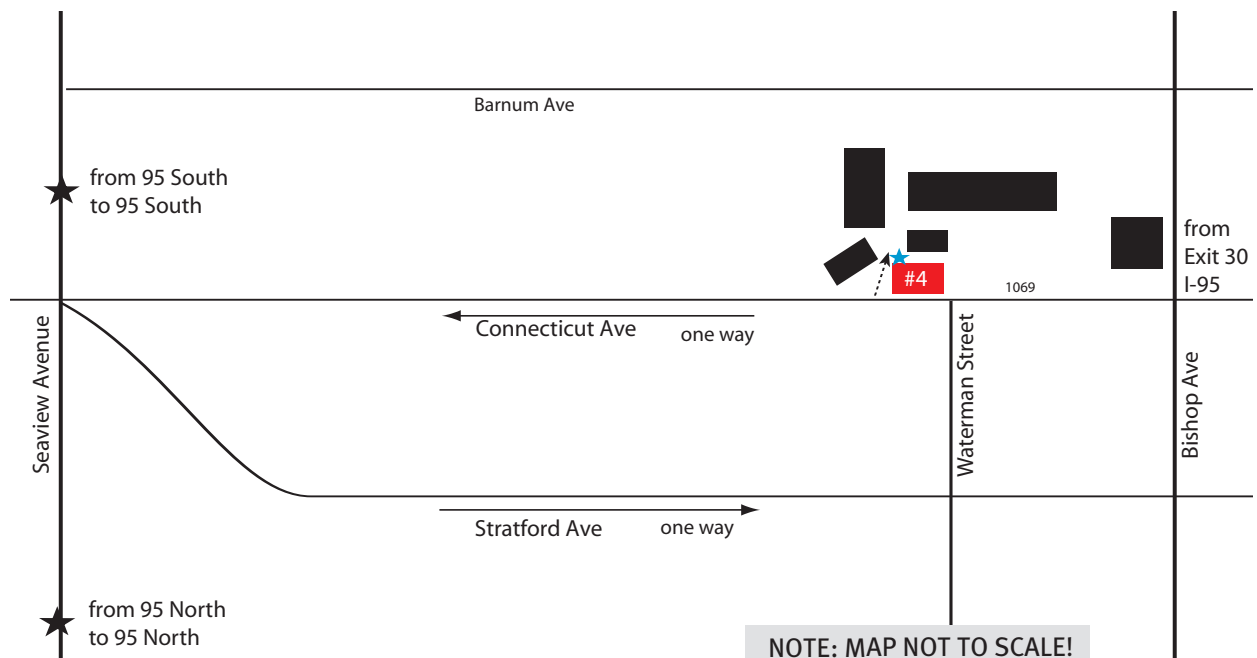 Barnum Ave
from 95 South
to 95 South
from
Exit 30
I-95
#4
1069
Connecticut Ave
one way
Seaview Avenue
Waterman Street
Bishop Ave
Stratford Ave
one way
from 95 North
to 95 North
NOTE: MAP NOT TO SCALE!